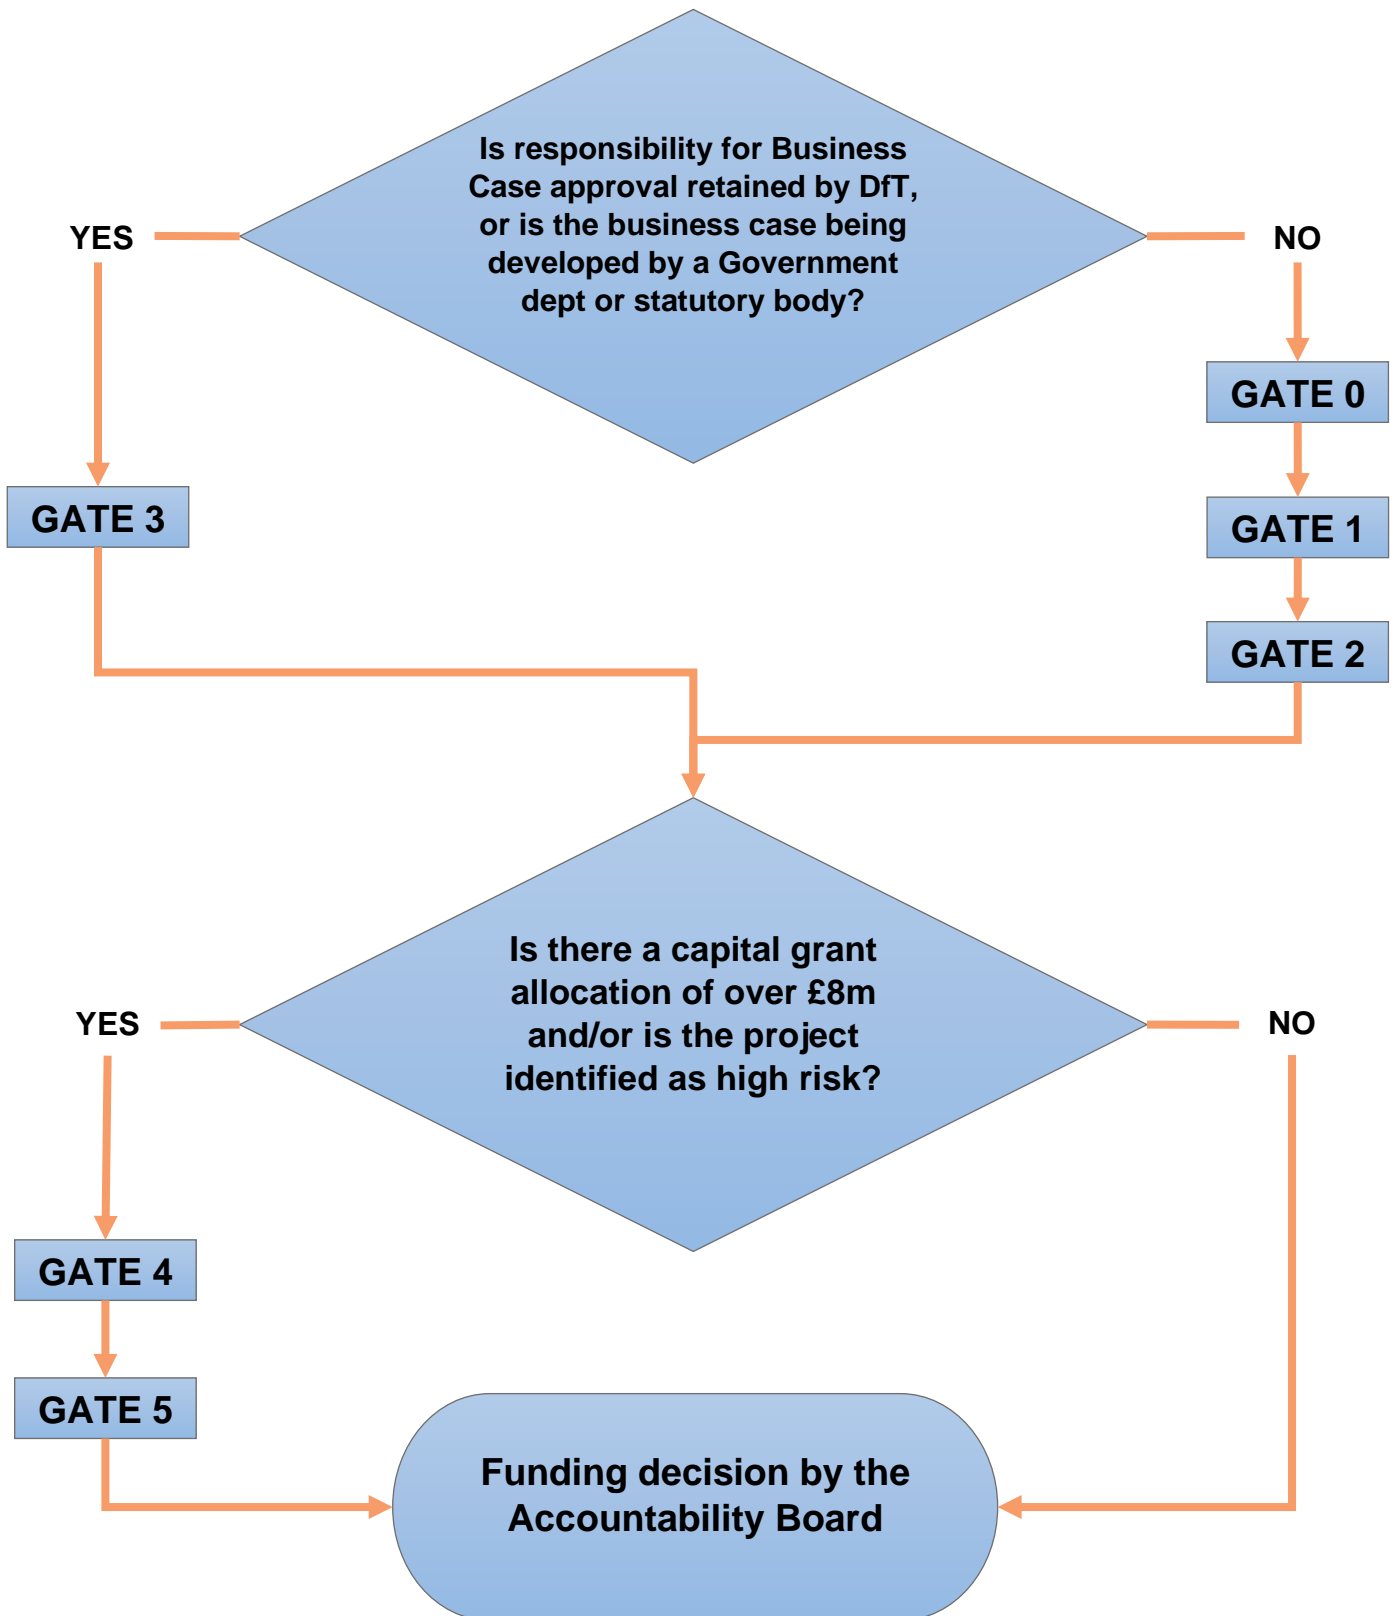 Is responsibility for Business
Case approval retained by DfT,
or is the business case being
developed by a Government
dept or statutory body?
YES
NO
GATE 0
GATE 3
GATE 1
GATE 2
Is there a capital grant
allocation of over £8m
and/or is the project
identified as high risk?
YES
NO
GATE 4
GATE 5
Funding decision by the
Accountability Board